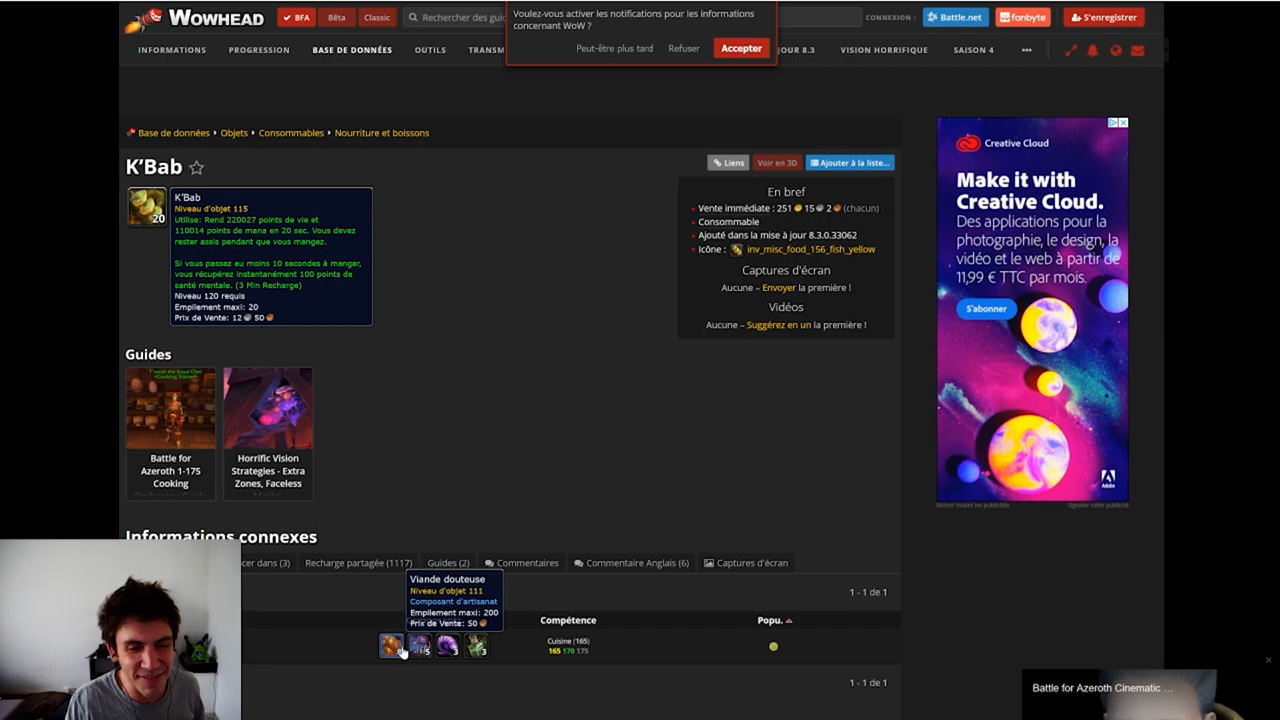 WOWHEAD
BFA
Bêta
Classic
Rechercher des guid
Voulez-vous activer les notifications pour les informations
concernant WoW ?
Peut-être plus tard
Refuser
Accepter
CONNEXION :
Battle.net
fanbyte
S'enregistrer
INFORMATIONS
PROGRESSION
BASE DE DONNÉES
OUTILS
TRANSM
JOUR 8.3
VISION HORRIFIQUE
SAISON 4
Base de données
Objets
Consommables
Nourriture et boissons
K'Bab
Liens
Voir en 3D
Ajouter à la liste...
20
K'Bab
Niveau d'objet 115
Utilise: Rend 220027 points de vie et
110014 points de mana en 20 sec. Vous devez
rester assis pendant que vous mangez.
Si vous passez au moins 10 secondes à manger,
vous récupérez instantanément 100 points de
santé mentale. (3 Min Recharge)
Niveau 120 requis
Empilement maxi: 20
Prix de Vente: 12 50
En bref
Vente immédiate : 251 15 2 (chacun)
Consommable
Ajouté dans la mise à jour 8.3.0.33062
Icône : inv_misc_food_156_fish_yellow
Captures d'écran
Aucune – Envoyer la première !
Vidéos
Aucune – Suggérez en un la première !
Creative Cloud
Make it with
Creative Cloud.
Des applications pour la
photographie, le design, la
vidéo et le web à partir de
11,99 € TTC par mois.
S'abonner
Adobe
Retirer toutes les publicités
Signaler cette publicité
Guides
Battle for
Azeroth 1-175
Cooking
Horrific Vision
Strategies - Extra
Zones, Faceless
Informations connexes
cer dans (3)
Recharge partagée (1117)
Guides (2)
Commentaires
Commentaire Anglais (6)
Captures d'écran
Viande douteuse
Niveau d'objet 111
Composant d'artisanat
Empilement maxi: 200
Prix de Vente: 50
1 - 1 de 1
Compétence
Popu.
5
3
3
Cuisine (165)
165 170 175
1 - 1 de 1
Battle for Azeroth Cinematic ...